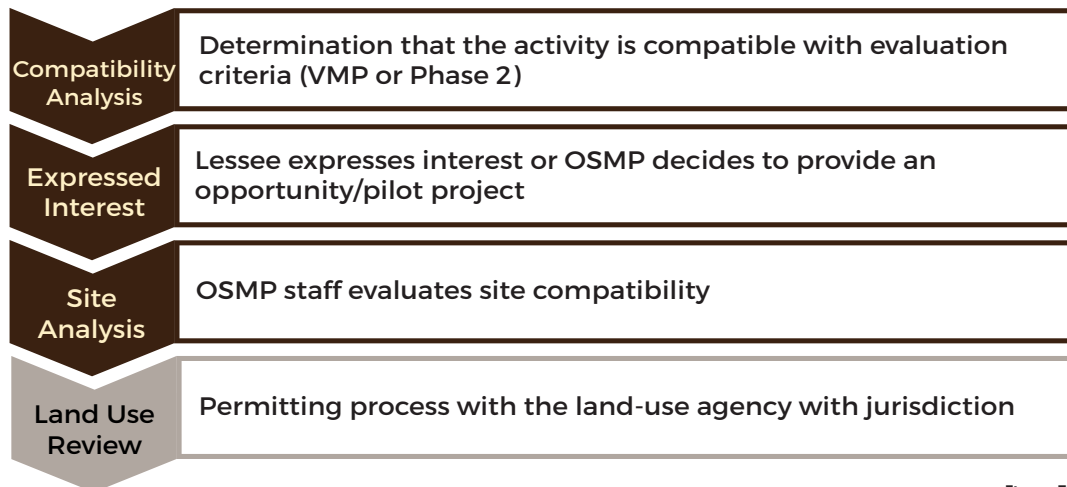 Compatibility
Analysis
Determination that the activity is compatible with evaluation
criteria (VMP or Phase 2)
Expressed
Interest
Lessee expresses interest or OSMP decides to provide an
opportunity/pilot project
Site
Analysis
OSMP staff evaluates site compatibility
Land Use
Review
Permitting process with the land-use agency with jurisdiction